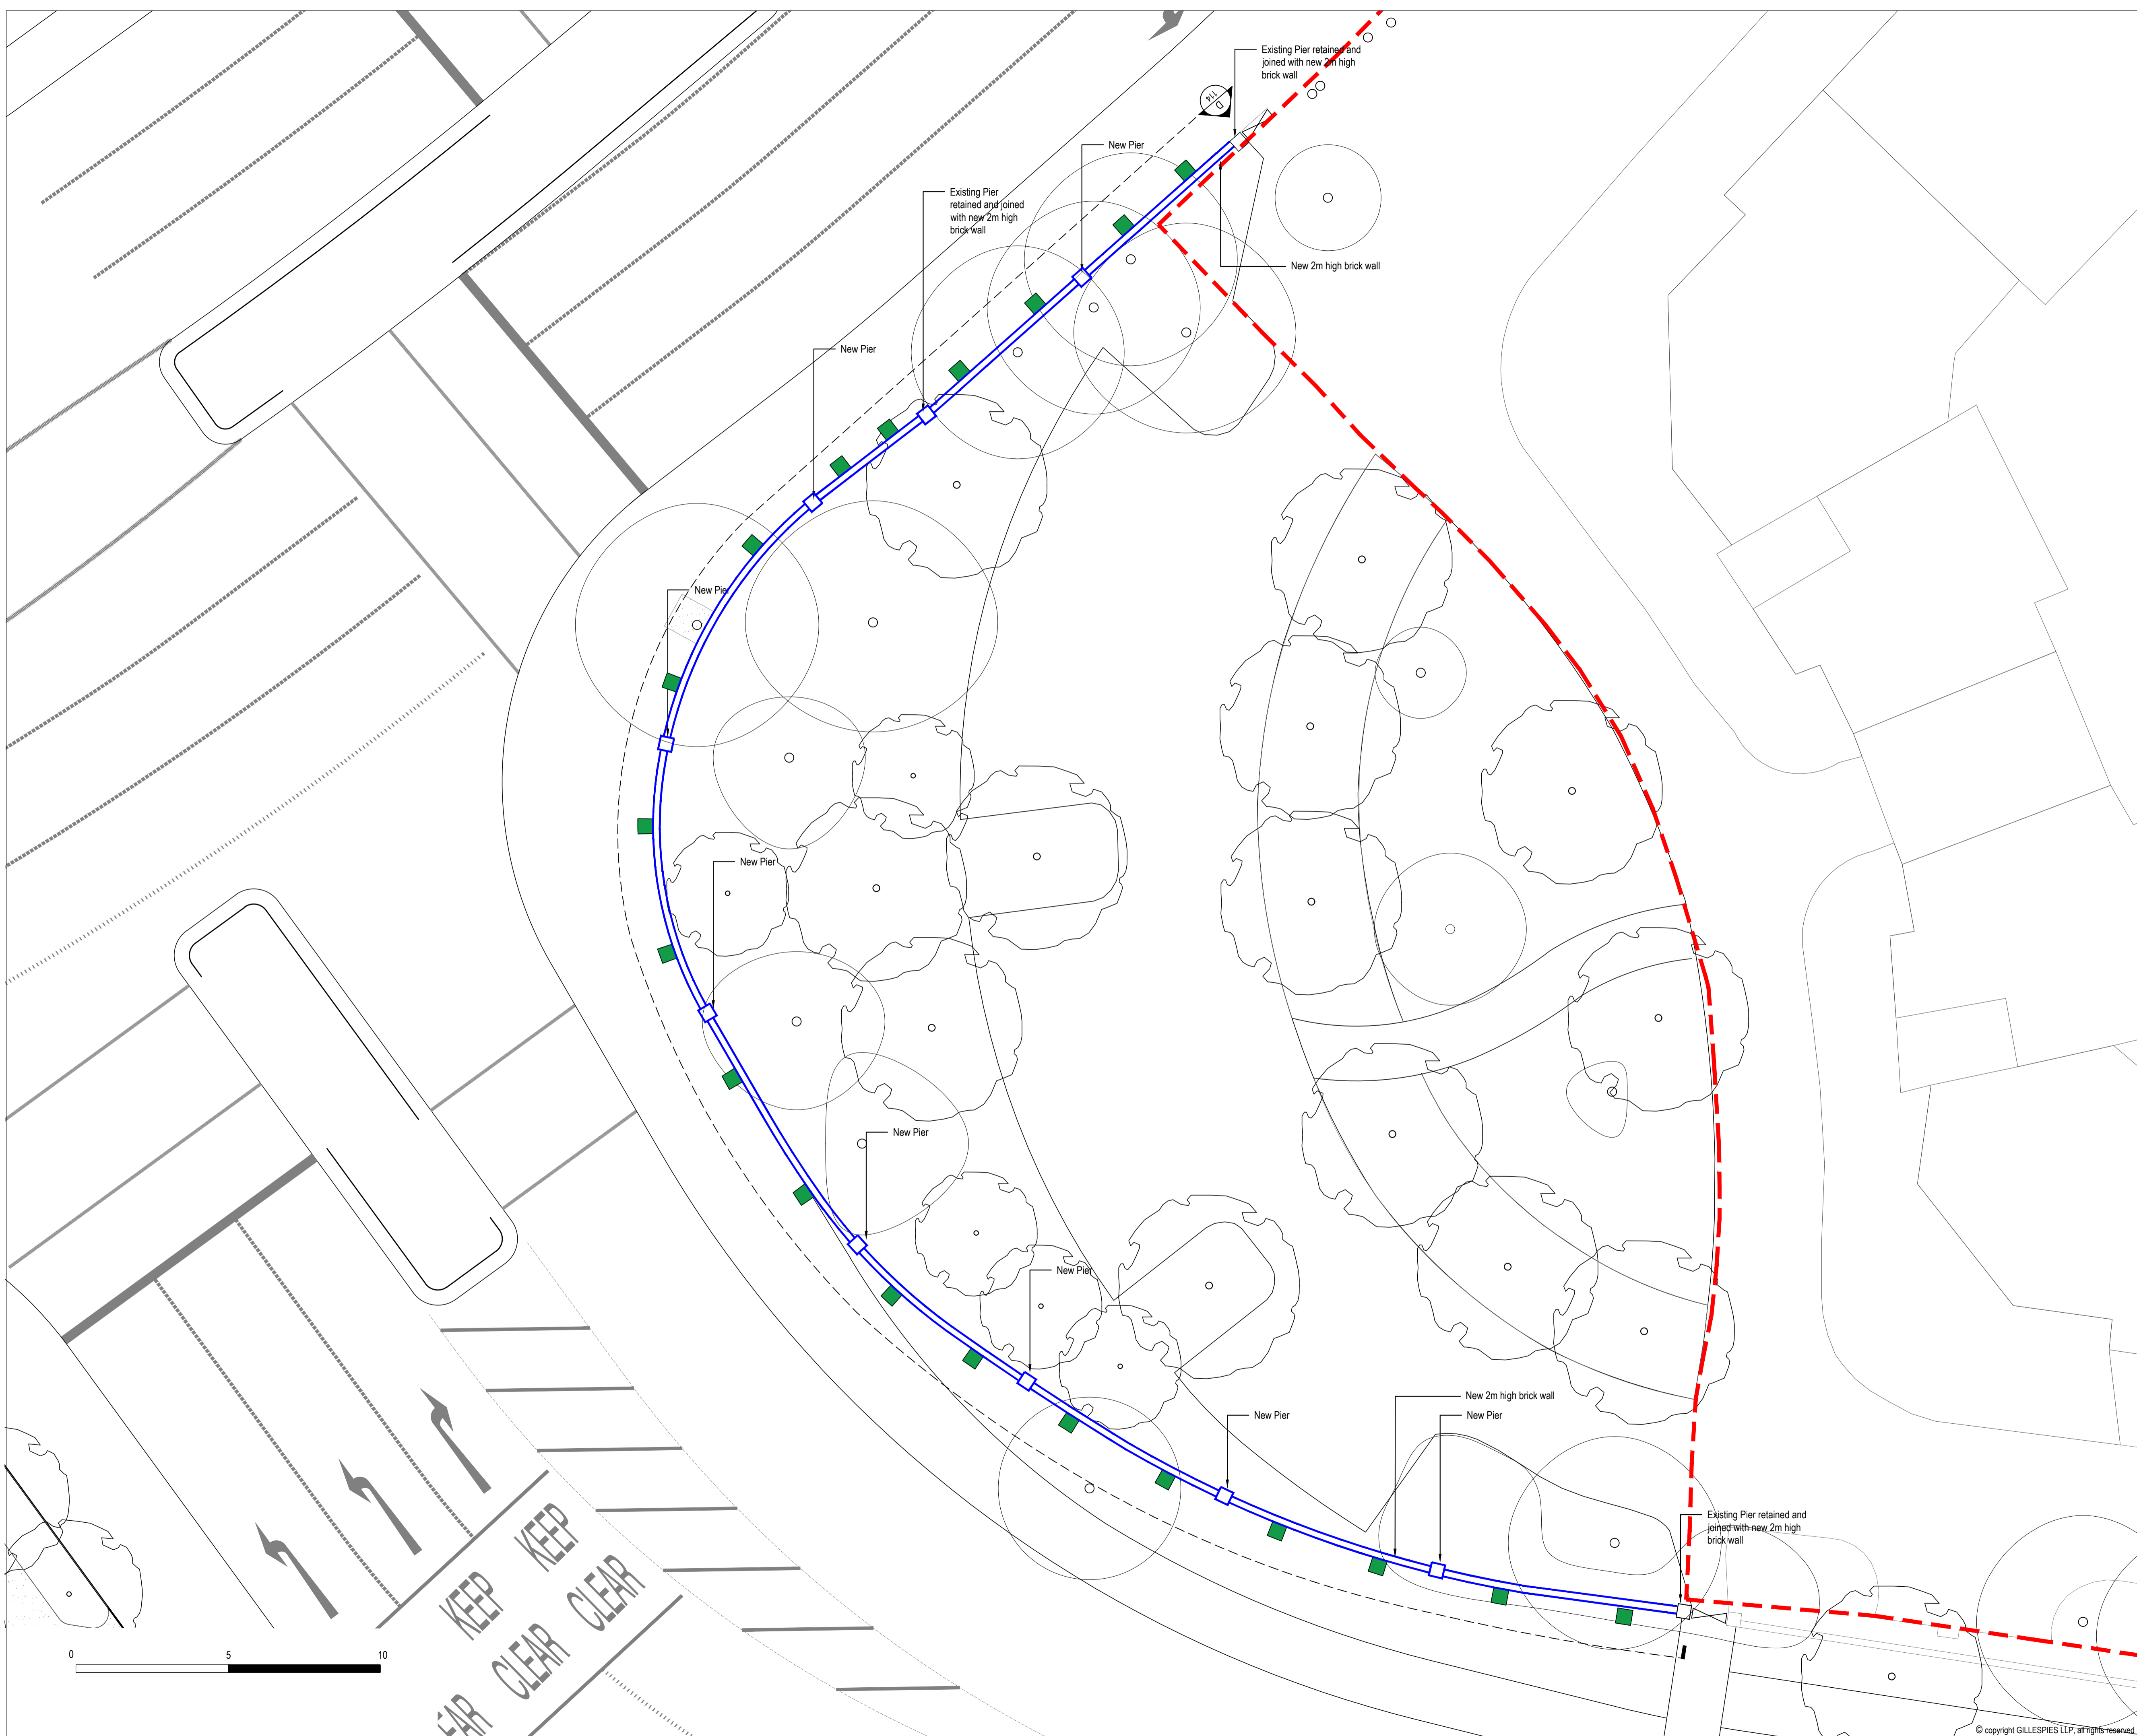 Existing Pier retained and
joined with new 2m high
brick wall
D
114
New Pier
Existing Pier
retained and joined
with new 2m high
brick wall
New 2m high brick wall
New Pier
New Pier
New Pier
New Pier
New Pier
New 2m high brick wall
New Pier
New Pier
Existing Pier retained and
joined with new 2m high
brick wall
KEEP
KEEP
CLEAR
CLEAR
EAR
0 5 10
© copyright GILLESPIES LLP, all rights reserved